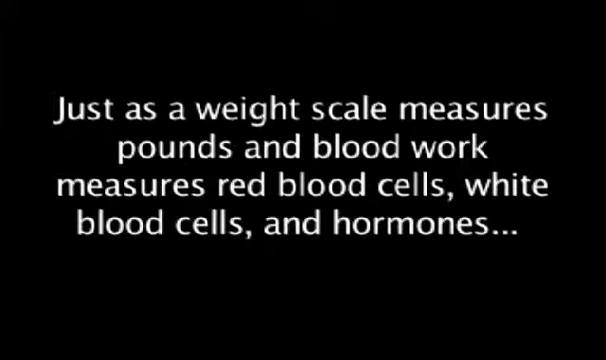 Just as a weight scale measures
pounds and blood work
measures red blood cells, white
blood cells, and hormones...